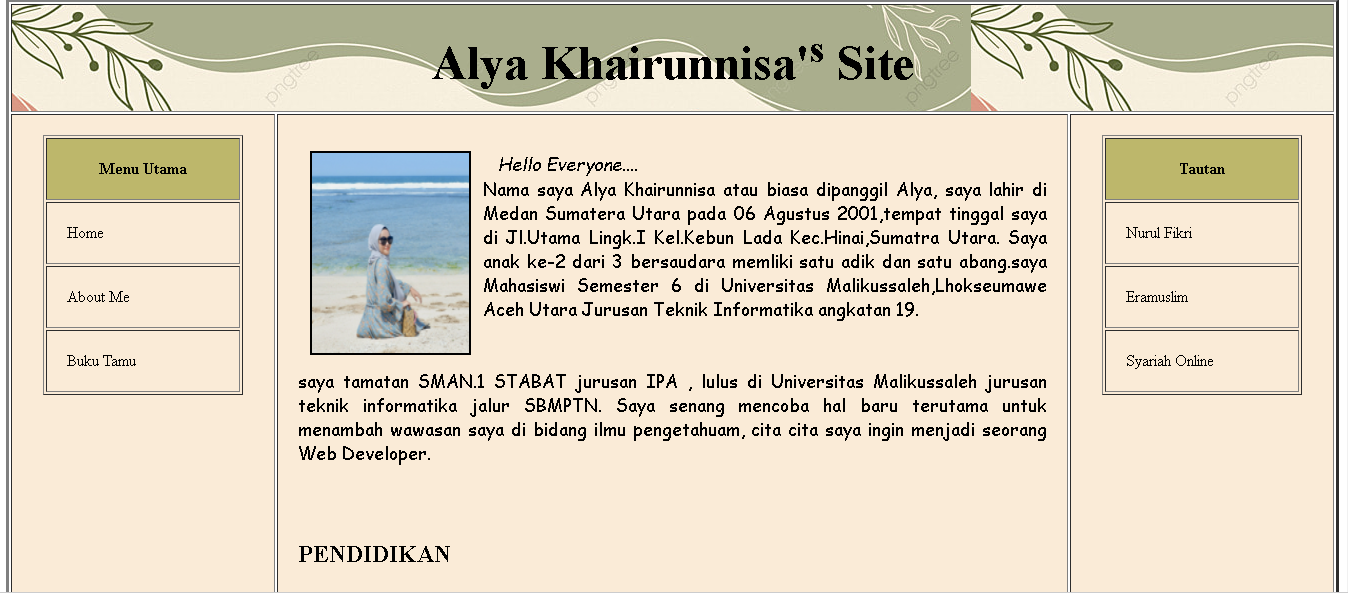 Alya Khairunnisa's Site
pngtree
pngtree
pngtree
pngtree
Menu Utama
Home
About Me
Buku Tamu
Hello Everyone....
Nama saya Alya Khairunnisa atau biasa dipanggil Alya, saya lahir di
Medan Sumatera Utara pada 06 Agustus 2001,tempat tinggal saya
di Jl.Utama Lingk.I Kel.Kebun Lada Kec.Hinai,Sumatra Utara. Saya
anak ke-2 dari 3 bersaudara memliki satu adik dan satu abang.saya
Mahasiswi Semester 6 di Universitas Malikussaleh,Lhokseumawe
Aceh Utara Jurusan Teknik Informatika angkatan 19.
saya tamatan SMAN.1 STABAT jurusan IPA , lulus di Universitas Malikussaleh jurusan
teknik informatika jalur SBMPTN. Saya senang mencoba hal baru terutama untuk
menambah wawasan saya di bidang ilmu pengetahuam, cita cita saya ingin menjadi seorang
Web Developer.
PENDIDIKAN
Tautan
Nurul Fikri
Eramuslim
Syariah Online